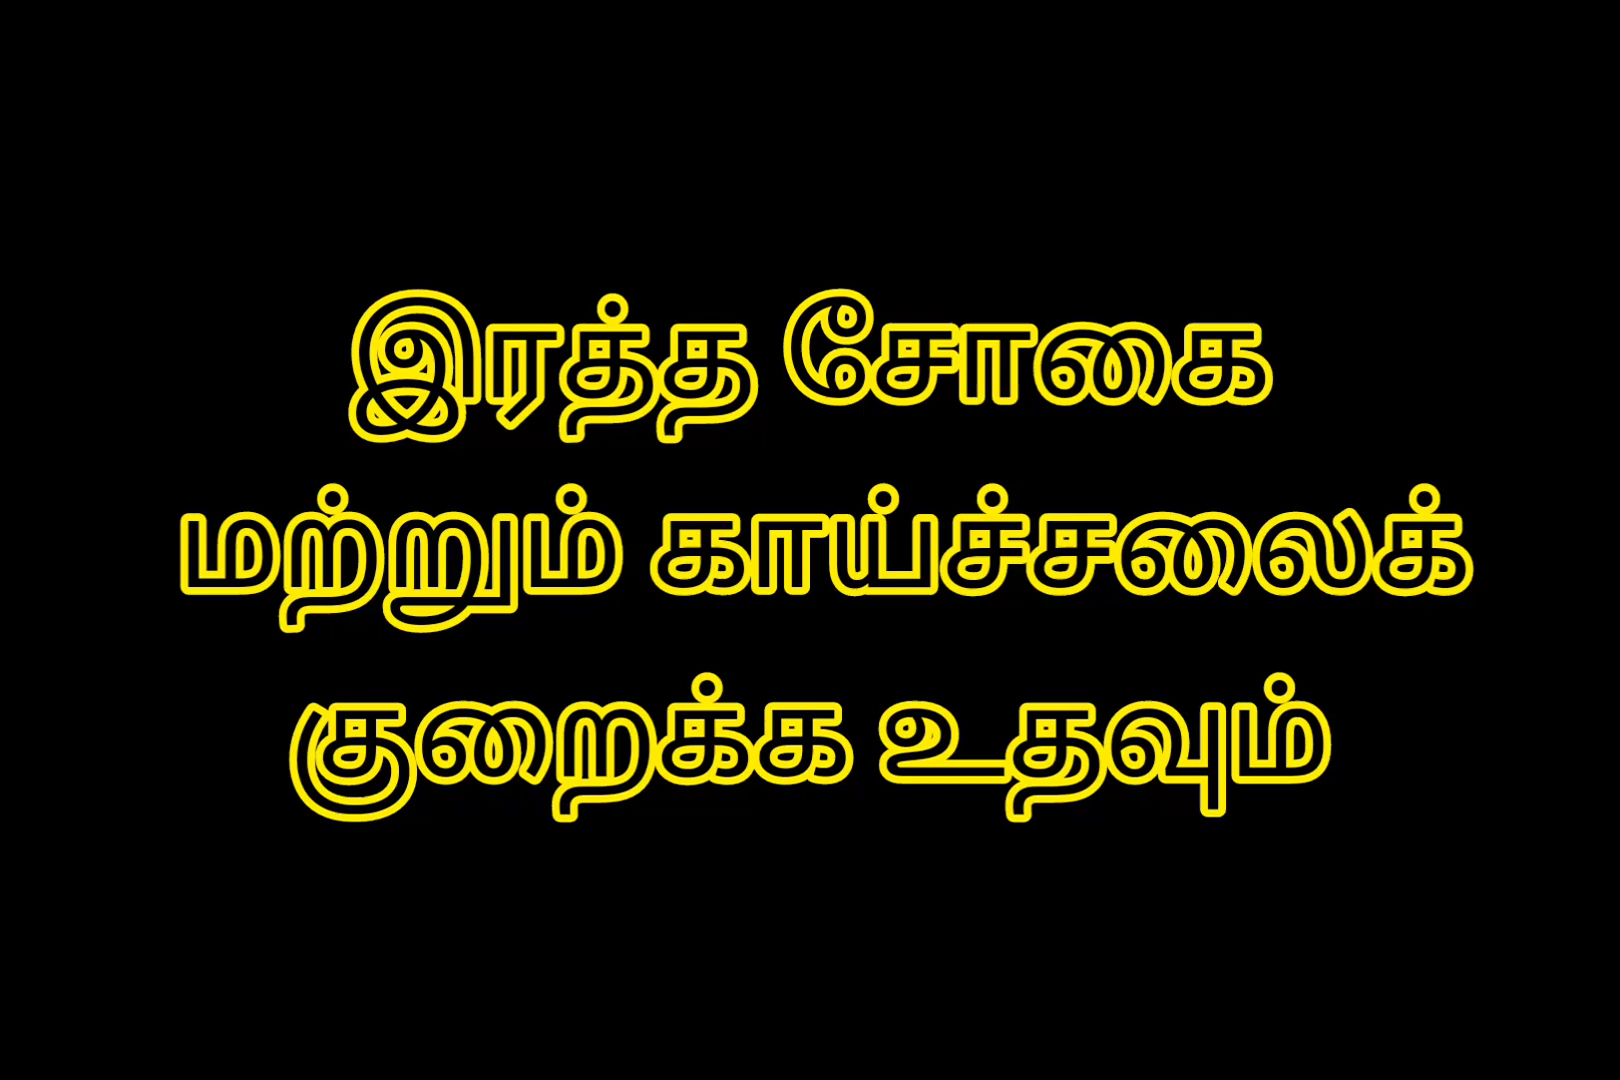 இரத்த சோகை
மற்றும் காய்ச்சலைக்
குறைக்க உதவும்